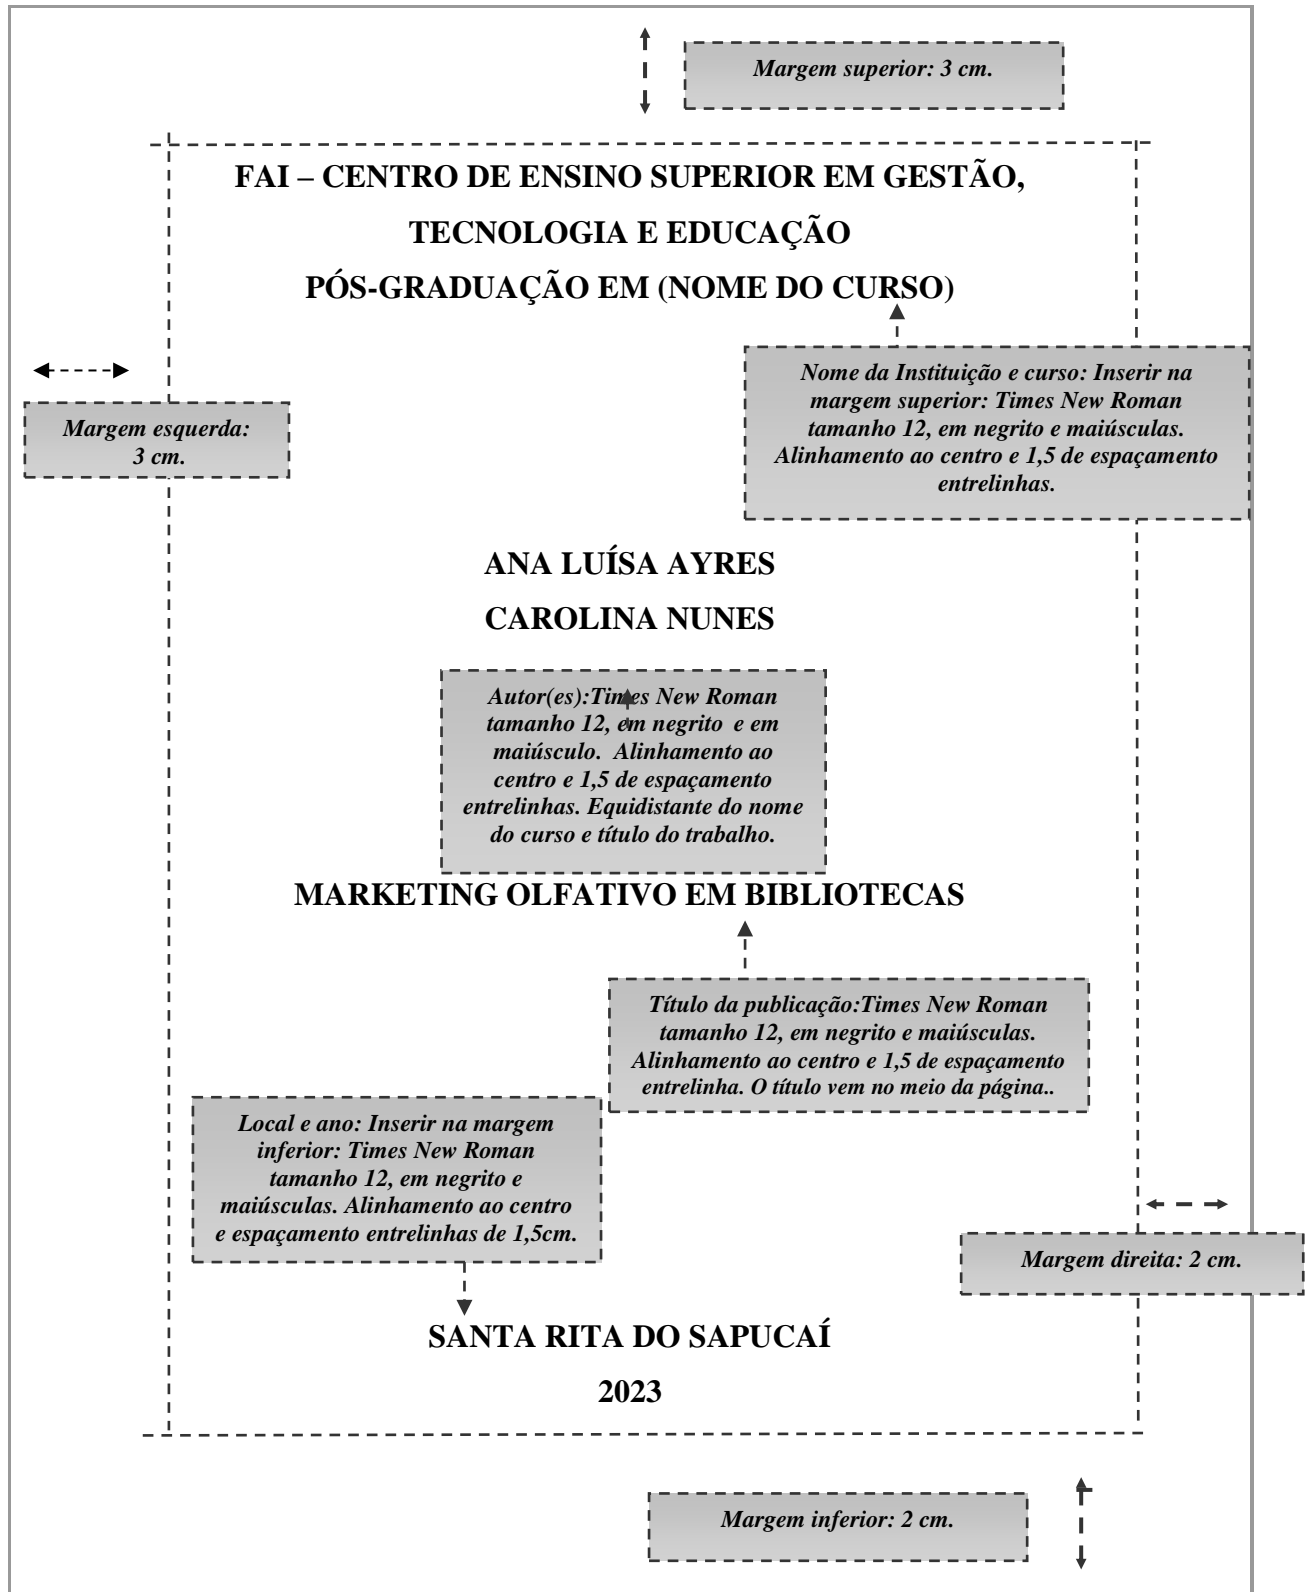 Margem superior: 3 cm.
FAI – CENTRO DE ENSINO SUPERIOR EM GESTÃO,
TECNOLOGIA E EDUCAÇÃO
PÓS-GRADUAÇÃO EM (NOME DO CURSO)
Nome da Instituição e curso: Inserir na
margem superior: Times New Roman
tamanho 12, em negrito e maiúsculas.
Alinhamento ao centro e 1,5 de espaçamento
entrelinhas.
Margem esquerda:
3 cm.
ANA LUÍSA AYRES
CAROLINA NUNES
Autor(es):Times New Roman
tamanho 12, em negrito e em
maiúsculo. Alinhamento ao
centro e 1,5 de espaçamento
entrelinhas. Equidistante do nome
do curso e título do trabalho.
MARKETING OLFATIVO EM BIBLIOTECAS
Título da publicação:Times New Roman
tamanho 12, em negrito e maiúsculas.
Alinhamento ao centro e 1,5 de espaçamento
entrelinha. O título vem no meio da página..
Local e ano: Inserir na margem
inferior: Times New Roman
tamanho 12, em negrito e
maiúsculas. Alinhamento ao centro
e espaçamento entrelinhas de 1,5cm.
Margem direita: 2 cm.
SANTA RITA DO SAPUCAÍ
2023
Margem inferior: 2 cm.